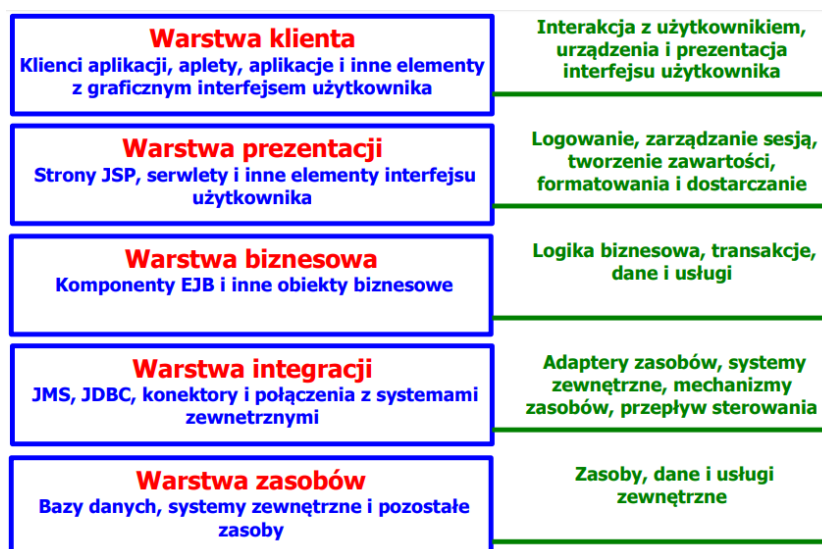 Warstwa klienta
Klienci aplikacji, aplety, aplikacje i inne elementy
z graficznym interfejsem użytkownika
Interakcja z użytkownikiem,
urządzenia i prezentacja
interfejsu użytkownika
Warstwa prezentacji
Strony JSP, serwlety i inne elementy interfejsu
użytkownika
Logowanie, zarządzanie sesją,
tworzenie zawartości,
formatowania i dostarczanie
Warstwa biznesowa
Komponenty EJB i inne obiekty biznesowe
Logika biznesowa, transakcje,
dane i usługi
Warstwa integracji
JMS, JDBC, konektory i połączenia z systemami
zewnetrznymi
Adaptery zasobów, systemy
zewnętrzne, mechanizmy
zasobów, przepływ sterowania
Warstwa zasobów
Bazy danych, systemy zewnętrzne i pozostałe
zasoby
Zasoby, dane i usługi
zewnętrzne